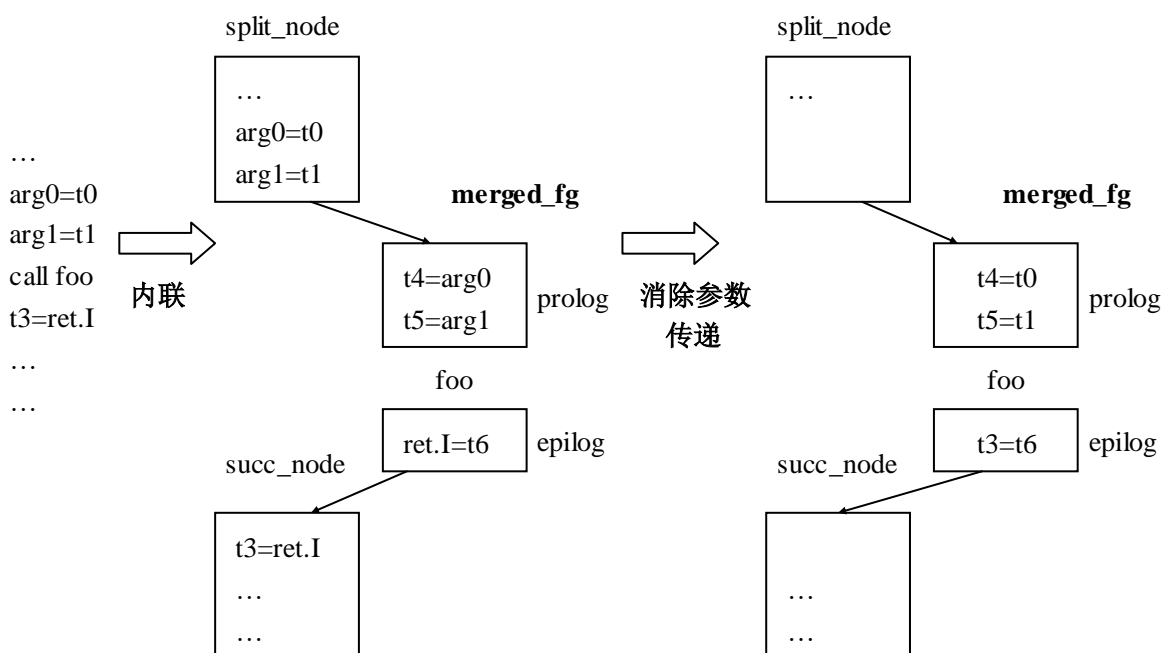 …
arg0=t0
arg1=t1
call foo
t3=ret.I
…
…
内联
split_node
…
arg0=t0
arg1=t1
merged_fg
t4=arg0
t5=arg1
prolog
foo
ret.I=t6
epilog
succ_node
t3=ret.I
…
…
消除参数
传递
split_node
…
merged_fg
t4=t0
t5=t1
prolog
foo
t3=t6
epilog
succ_node
…
…